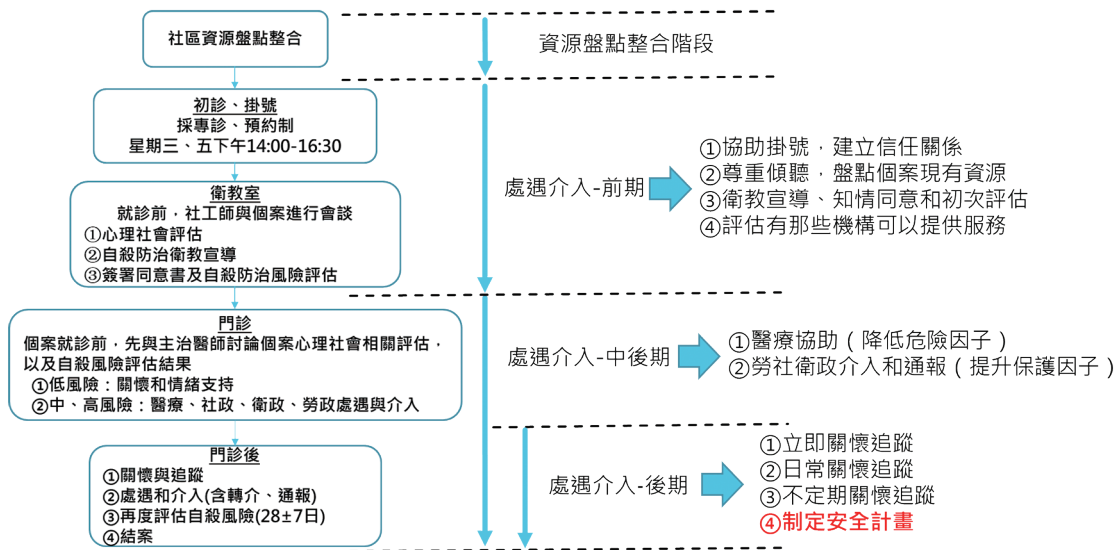 社區資源盤點整合
初診、掛號
採專診、預約制
星期三、五下午14:00-16:30
衛教室
就診前，社工師與個案進行會談
①心理社會評估
②自殺防治衛教宣導
③簽署同意書及自殺防治風險評估
門診
個案就診前，先與主治醫師討論個案心理社會相關評估，
以及自殺風險評估結果
①低風險：關懷和情緒支持
②中、高風險：醫療、社政、衛政、勞政處遇與介入
門診後
①關懷與追蹤
②處遇和介入(含轉介、通報)
③再度評估自殺風險(28±7日)
④結案
資源盤點整合階段
處遇介入-前期
①協助掛號，建立信任關係
②尊重傾聽，盤點個案現有資源
③衛教宣導、知情同意和初次評估
④評估有那些機構可以提供服務
處遇介入-中後期
①醫療協助（降低危險因子）
②勞社衛政介入和通報（提升保護因子）
處遇介入-後期
①立即關懷追蹤
②日常關懷追蹤
③不定期關懷追蹤
④制定安全計畫